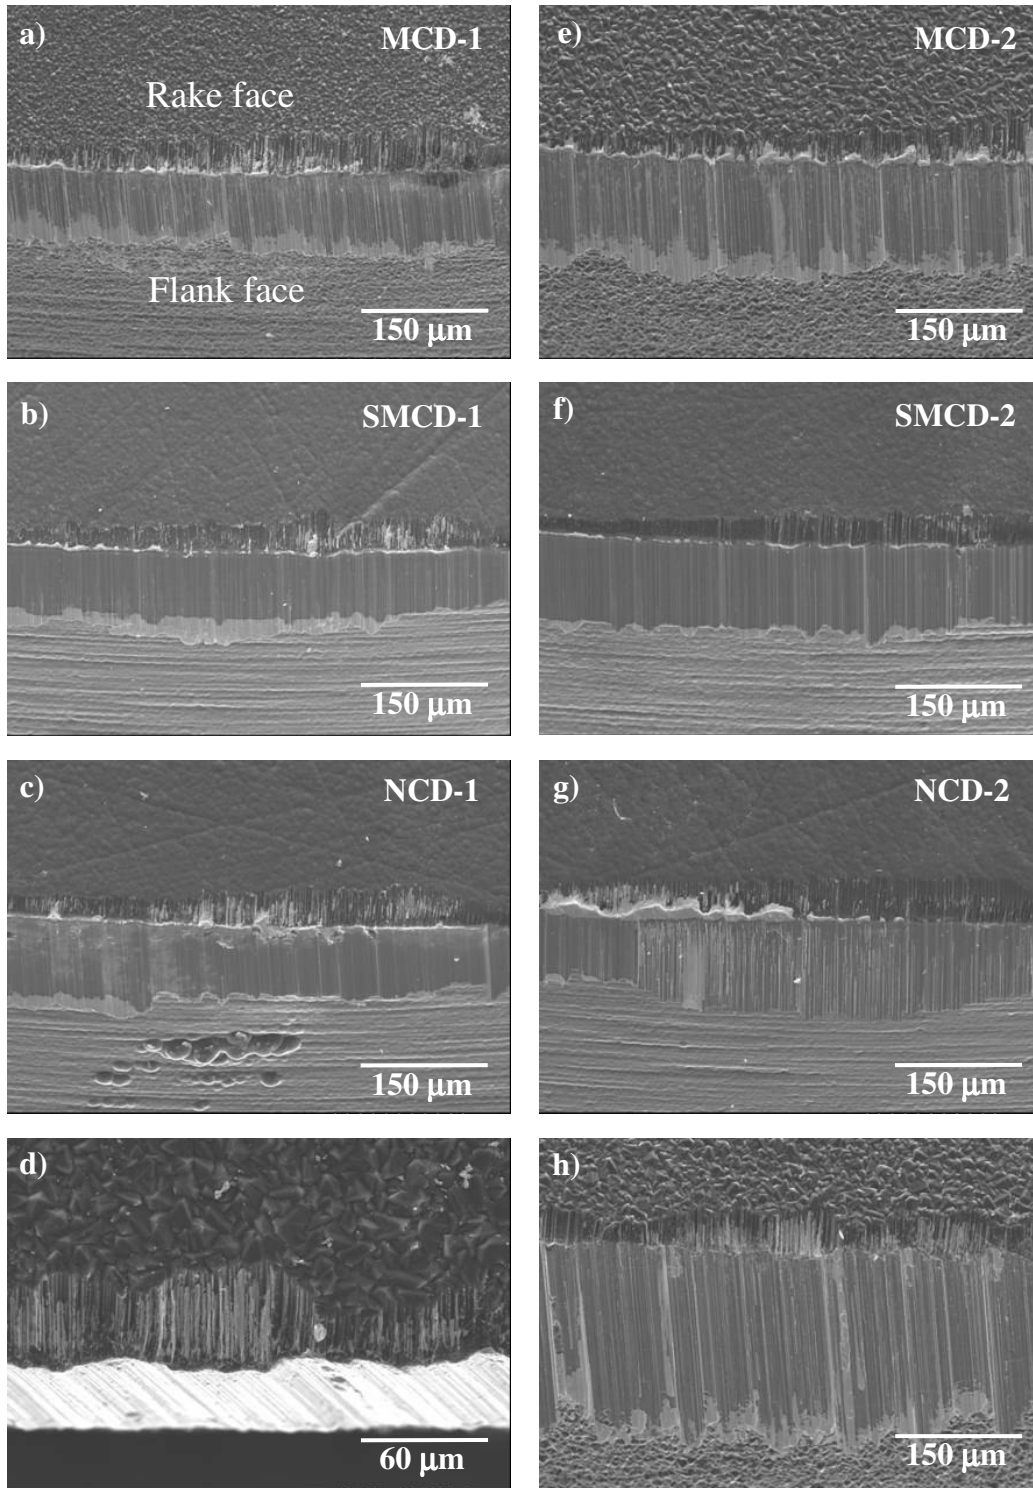 a)
MCD-1
Rake face
Flank face
150 μm
e)
MCD-2
150 μm
b)
SMCD-1
150 μm
f)
SMCD-2
150 μm
c)
NCD-1
150 μm
g)
NCD-2
150 μm
d)
60 μm
h)
150 μm